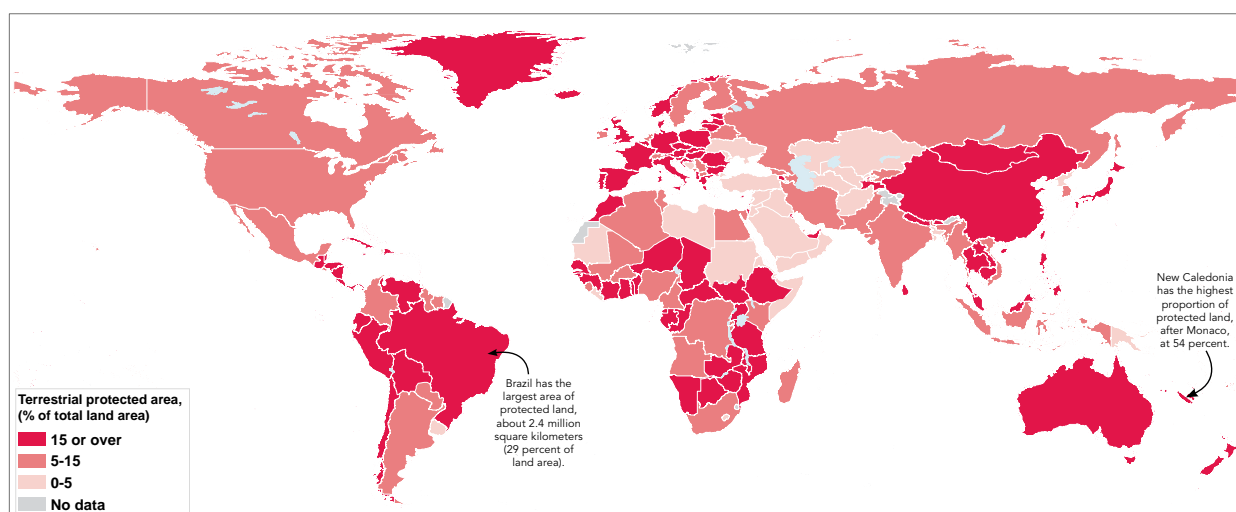 New Caledonia
has the highest
proportion of
protected land,
after Monaco,
at 54 percent.
Brazil has the
largest area of
protected land,
about 2.4 million
square kilometers
(29 percent of
land area).
Terrestrial protected area,
(% of total land area)
15 or over
5-15
0-5
No data